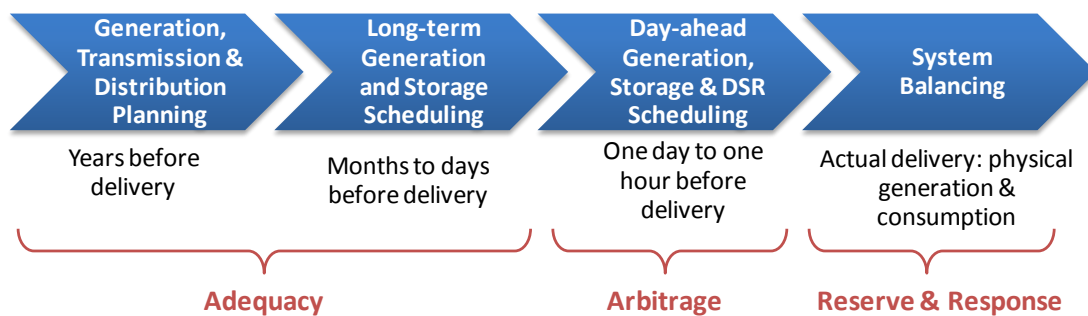 Generation,
Transmission &
Distribution
Planning
Long-term
Generation
and Storage
Scheduling
Day-ahead
Generation,
Storage & DSR
Scheduling
System
Balancing
Years before
delivery
Months to days
before delivery
One day to one
hour before
delivery
Actual delivery: physical
generation &
consumption
Adequacy
Arbitrage
Reserve & Response